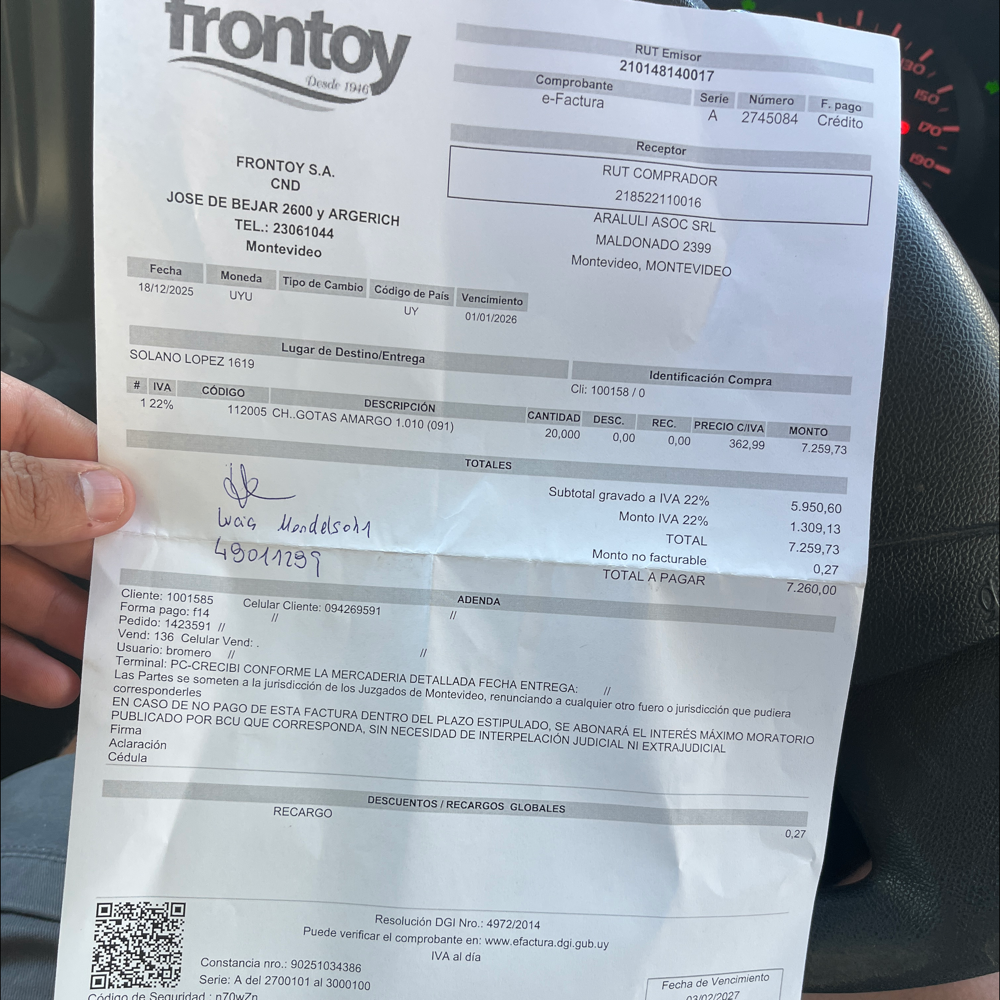 frontoy
Desde 1946
RUT Emisor
210148140017
Comprobante Serie Número F. pago
e-Factura A 2745084 Crédito
Receptor
RUT COMPRADOR
218522110016
ARALULI ASOC SRL
MALDONADO 2399
Montevideo, MONTEVIDEO
FRONTOY S.A.
CND
JOSE DE BEJAR 2600 y ARGERICH
TEL.: 23061044
Montevideo
Fecha Moneda Tipo de Cambio Código de País Vencimiento
18/12/2025 UYU UY 01/01/2026
Lugar de Destino/Entrega Identificación Compra
SOLANO LOPEZ 1619 Cli: 100158 / 0
# IVA CÓDIGO DESCRIPCIÓN CANTIDAD DESC. REC. PRECIO C/IVA MONTO
1 22% 112005 CH..GOTAS AMARGO 1.010 (091) 20,000 0,00 0,00 362,99 7.259,73
TOTALES
Subtotal gravado a IVA 22% 5.950,60
Monto IVA 22% 1.309,13
TOTAL 7.259,73
Monto no facturable 0,27
TOTAL A PAGAR 7.260,00
Mendelsohn
49011299
ADENDA
Cliente: 1001585 Celular Cliente: 094269591 //
Forma pago: f14 //
Pedido: 1423591 //
Vend: 136 Celular Vend: .
Usuario: bromero // //
Terminal: PC-CRECIBI CONFORME LA MERCADERIA DETALLADA FECHA ENTREGA: //
Las Partes se someten a la jurisdicción de los Juzgados de Montevideo, renunciando a cualquier otro fuero o jurisdicción que pudiera
corresponderles
EN CASO DE NO PAGO DE ESTA FACTURA DENTRO DEL PLAZO ESTIPULADO, SE ABONARÁ EL INTERÉS MÁXIMO MORATORIO
PUBLICADO POR BCU QUE CORRESPONDA, SIN NECESIDAD DE INTERPELACIÓN JUDICIAL NI EXTRAJUDICIAL
Firma
Aclaración
Cédula
DESCUENTOS / RECARGOS GLOBALES
RECARGO 0,27
Resolución DGI Nro.: 4972/2014
Puede verificar el comprobante en: www.efactura.dgi.gub.uy
IVA al día
Constancia nro.: 90251034386
Serie: A del 2700101 al 3000100
Código de Seguridad : n70wZn
Fecha de Vencimiento
03/02/2027
130
150
170
190